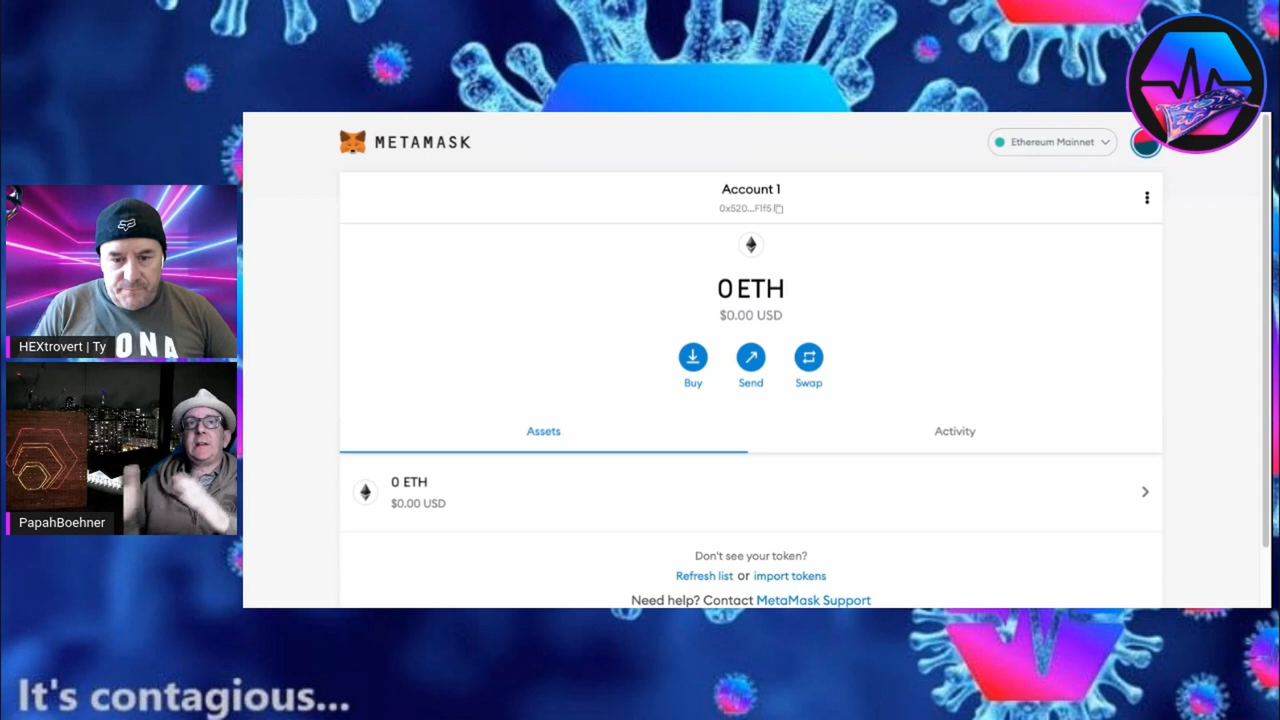 METAMASK
Ethereum Mainnet
Account 1
0x520...F1f5
0 ETH
$0.00 USD
Buy
Send
Swap
Assets
Activity
0 ETH
$0.00 USD
Don't see your token?
Refresh list or import tokens
Need help? Contact MetaMask Support
HEXtrovert | Ty
ONA
PapahBoehner
It's contagious...